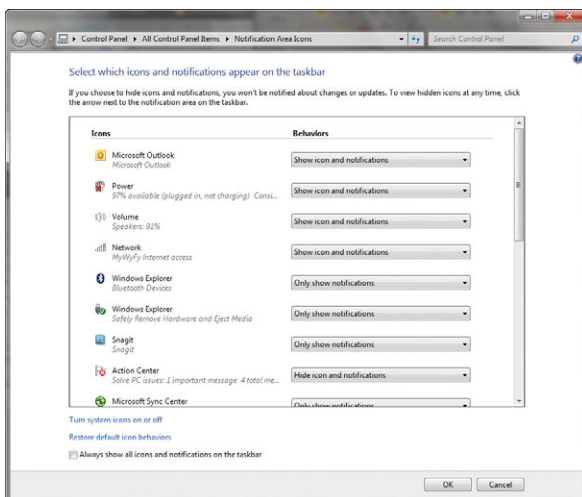 Control Panel ▸ All Control Panel Items ▸ Notification Area Icons
Search Control Panel
Select which icons and notifications appear on the taskbar
If you choose to hide icons and notifications, you won't be notified about changes or updates. To view hidden icons at any time, click
the arrow next to the notification area on the taskbar.
Icons Behaviors
Microsoft Outlook
Microsoft Outlook
Show icon and notifications
Power
97% available (plugged in, not charging) Consi...
Show icon and notifications
Volume
Speakers: 91%
Show icon and notifications
Network
MyWyFy Internet access
Show icon and notifications
Windows Explorer
Bluetooth Devices
Only show notifications
Windows Explorer
Safely Remove Hardware and Eject Media
Only show notifications
Snagit
Snagit
Only show notifications
Action Center
Solve PC issues: 1 important message 4 total me...
Hide icon and notifications
Microsoft Sync Center
Only show notifications
Turn system icons on or off
Restore default icon behaviors
Always show all icons and notifications on the taskbar
OK Cancel